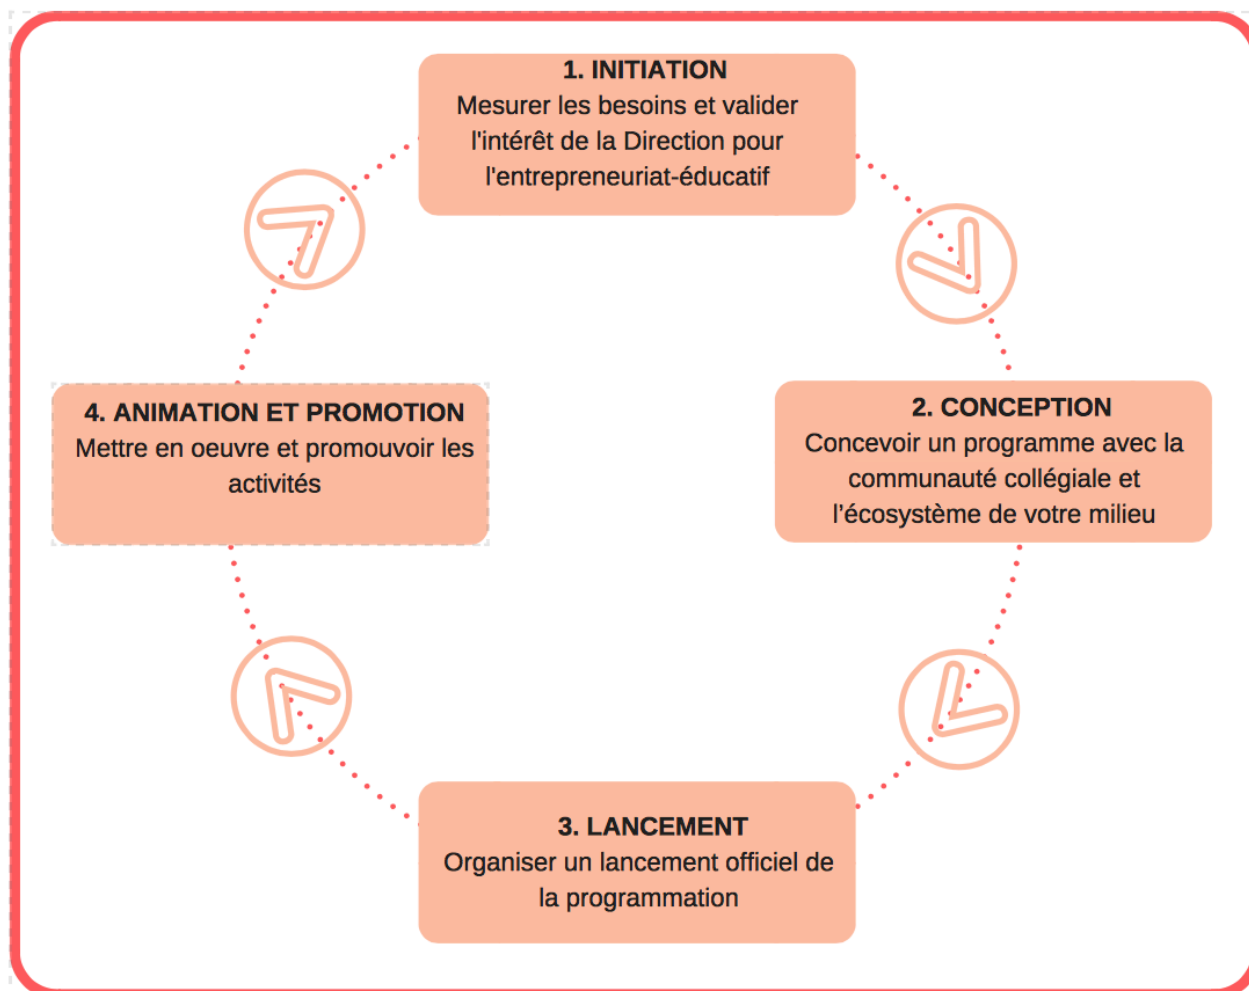 1. INITIATION
Mesurer les besoins et valider
l'intérêt de la Direction pour
l'entrepreneuriat-éducatif
2. CONCEPTION
Concevoir un programme avec la
communauté collégiale et
l’écosystème de votre milieu
3. LANCEMENT
Organiser un lancement officiel de
la programmation
4. ANIMATION ET PROMOTION
Mettre en oeuvre et promouvoir les
activités